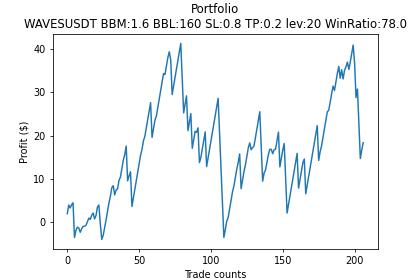 Portfolio
WAVESUSDT BBM:1.6 BBL:160 SL:0.8 TP:0.2 lev:20 WinRatio:78.0
40
30
20
10
0
Profit ($)
0 50 100 150 200
Trade counts